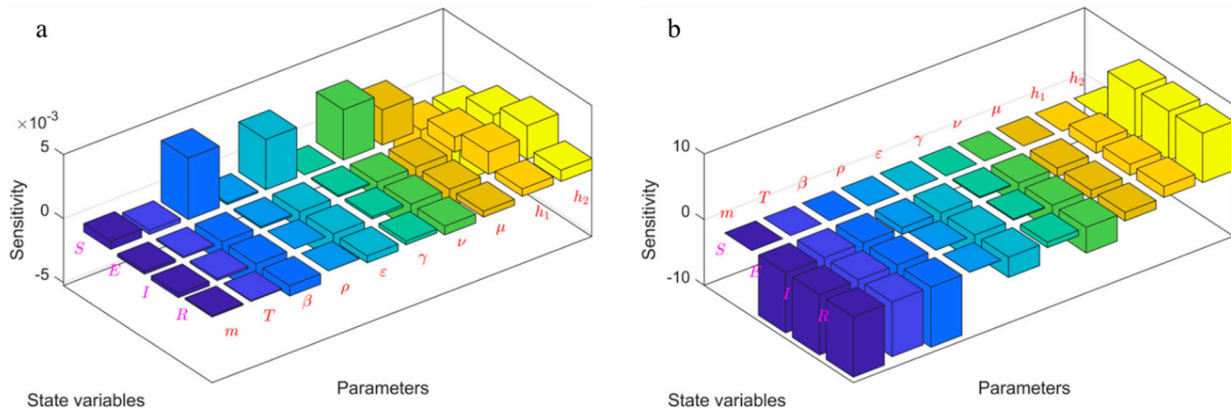 a
×10⁻³
5
0
-5
Sensitivity
S
E
I
R
m
T
β
ρ
ε
γ
ν
μ
h₁
h₂
State variables
Parameters
b
10
0
-10
Sensitivity
S
E
I
R
m
T
β
ρ
ε
γ
ν
μ
h₁
h₂
State variables
Parameters